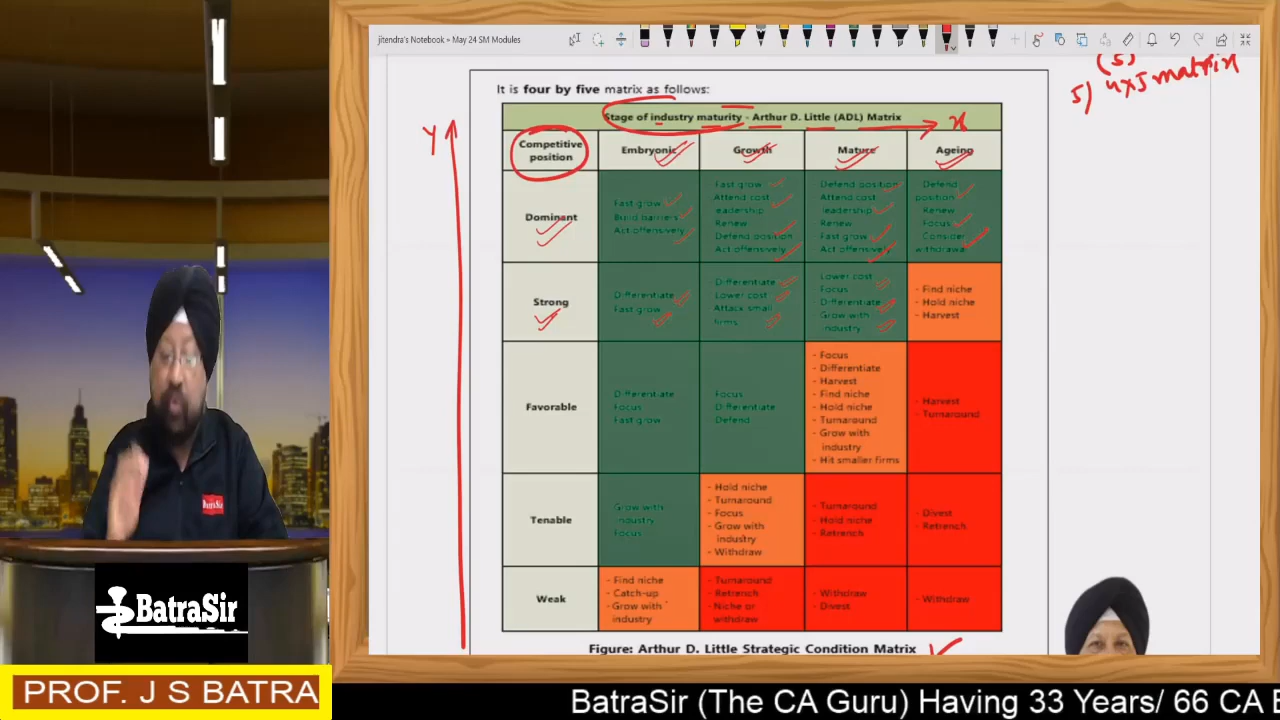 jitendra's Notebook » May 24 SM Modules
(5)
5) 4x5 matrix
It is four by five matrix as follows:
Stage of industry maturity - Arthur D. Little (ADL) Matrix
x
Y
Competitive position
Embryonic
Growth
Mature
Ageing
Dominant
Fast grow
Build barriers
Act offensively
Fast grow
Attend cost
leadership
Renew
Defend position
Act offensively
- Defend position
Attend cost
leadership
- Renew
- Fast grow
- Act offensively
Defend
position
Renew
Focus
- Consider
withdrawal
Strong
Differentiate
Fast grow
- Differentiate
Lower cost
Attack small
firms
Lower cost
Focus
- Differentiate
Grow with
industry
- Find niche
- Hold niche
- Harvest
Favorable
Differentiate
Focus
Fast grow
Focus
Differentiate
Defend
- Focus
- Differentiate
- Harvest
- Find niche
- Hold niche
- Turnaround
- Grow with
industry
- Hit smaller firms
- Harvest
- Turnaround
Tenable
Grow with
industry
Focus
- Hold niche
- Turnaround
- Focus
- Grow with
industry
- Withdraw
- Turnaround
- Hold niche
- Retrench
- Divest
- Retrench
Weak
- Find niche
- Catch-up
- Grow with
industry
- Turnaround
- Retrench
- Niche or
withdraw
- Withdraw
- Divest
- Withdraw
Figure: Arthur D. Little Strategic Condition Matrix
BatraSir
BatraSir
PROF. J S BATRA
BatraSir (The CA Guru) Having 33 Years/ 66 CA